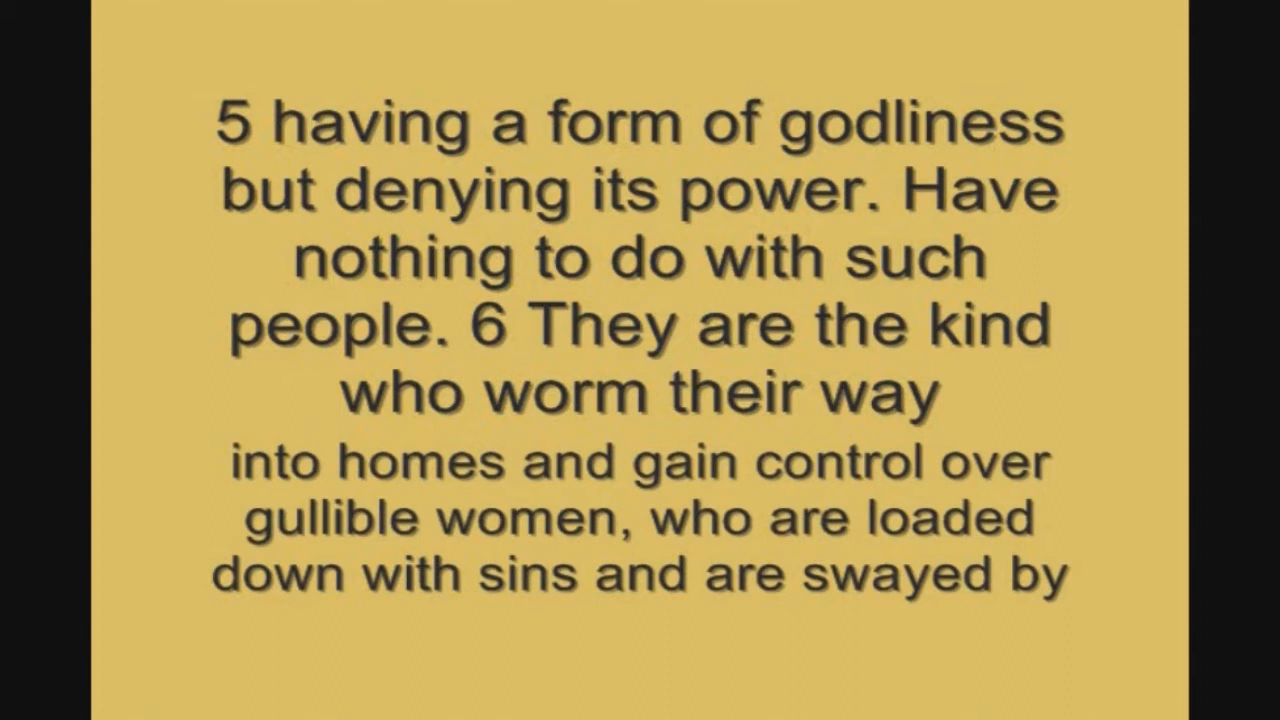 5 having a form of godliness
but denying its power. Have
nothing to do with such
people. 6 They are the kind
who worm their way
into homes and gain control over
gullible women, who are loaded
down with sins and are swayed by